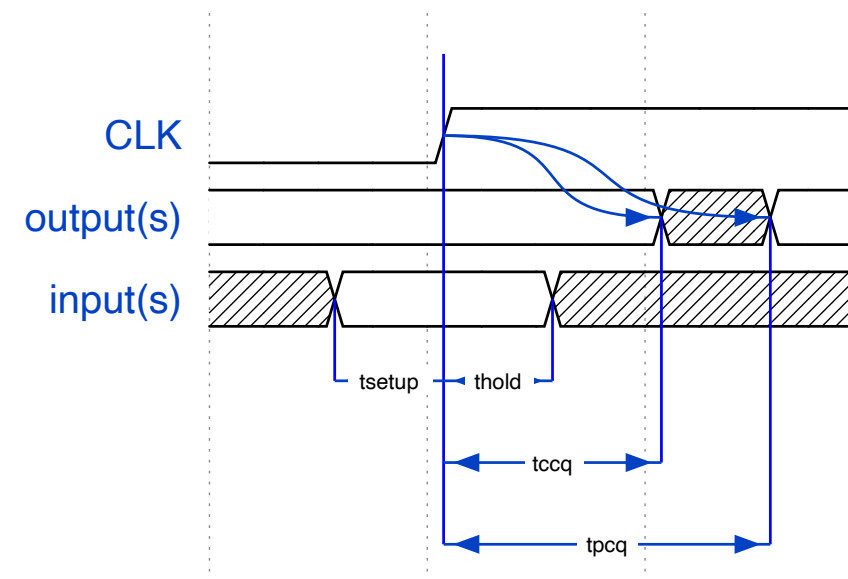 CLK
output(s)
input(s)
tsetup thold
tccq
tpcq